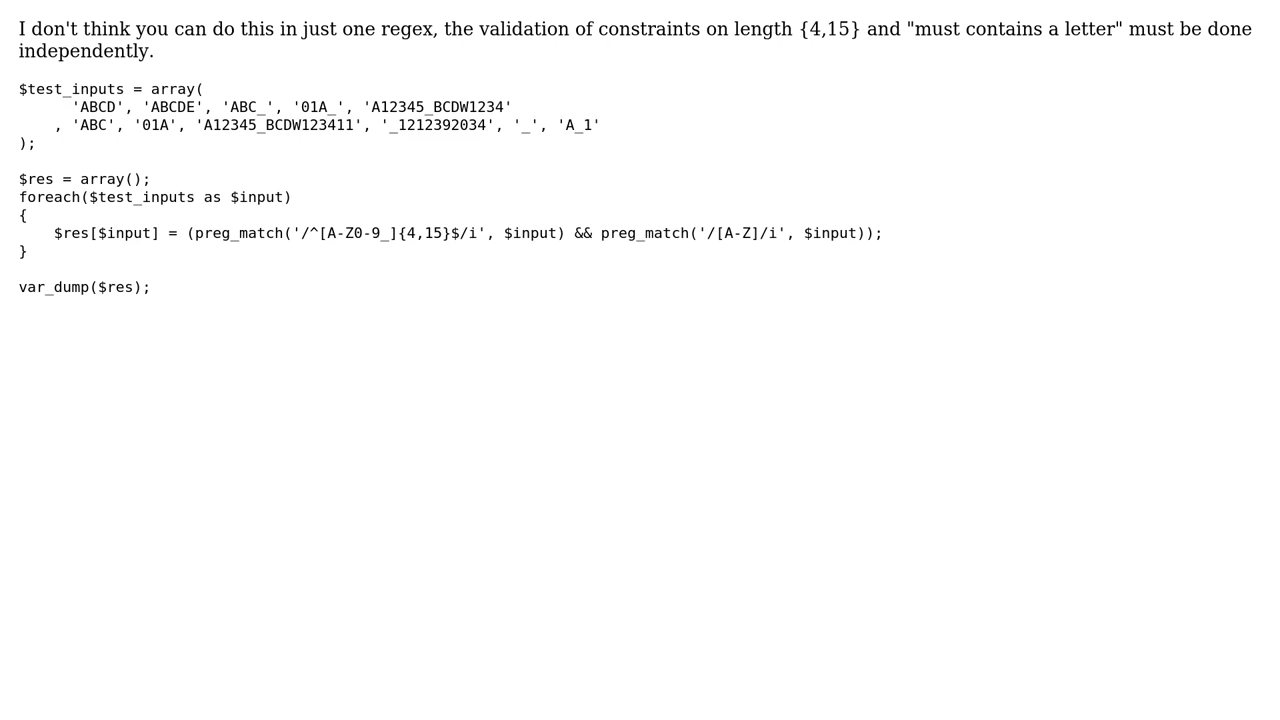 I don't think you can do this in just one regex, the validation of constraints on length {4,15} and "must contains a letter" must be done
independently.
$test_inputs = array(
      'ABCD', 'ABCDE', 'ABC_', '01A_', 'A12345_BCDW1234'
    , 'ABC', '01A', 'A12345_BCDW123411', '_1212392034', '_', 'A_1'
);
$res = array();
foreach($test_inputs as $input)
{
    $res[$input] = (preg_match('/^[A-Z0-9_]{4,15}$/i', $input) && preg_match('/[A-Z]/i', $input));
}
var_dump($res);